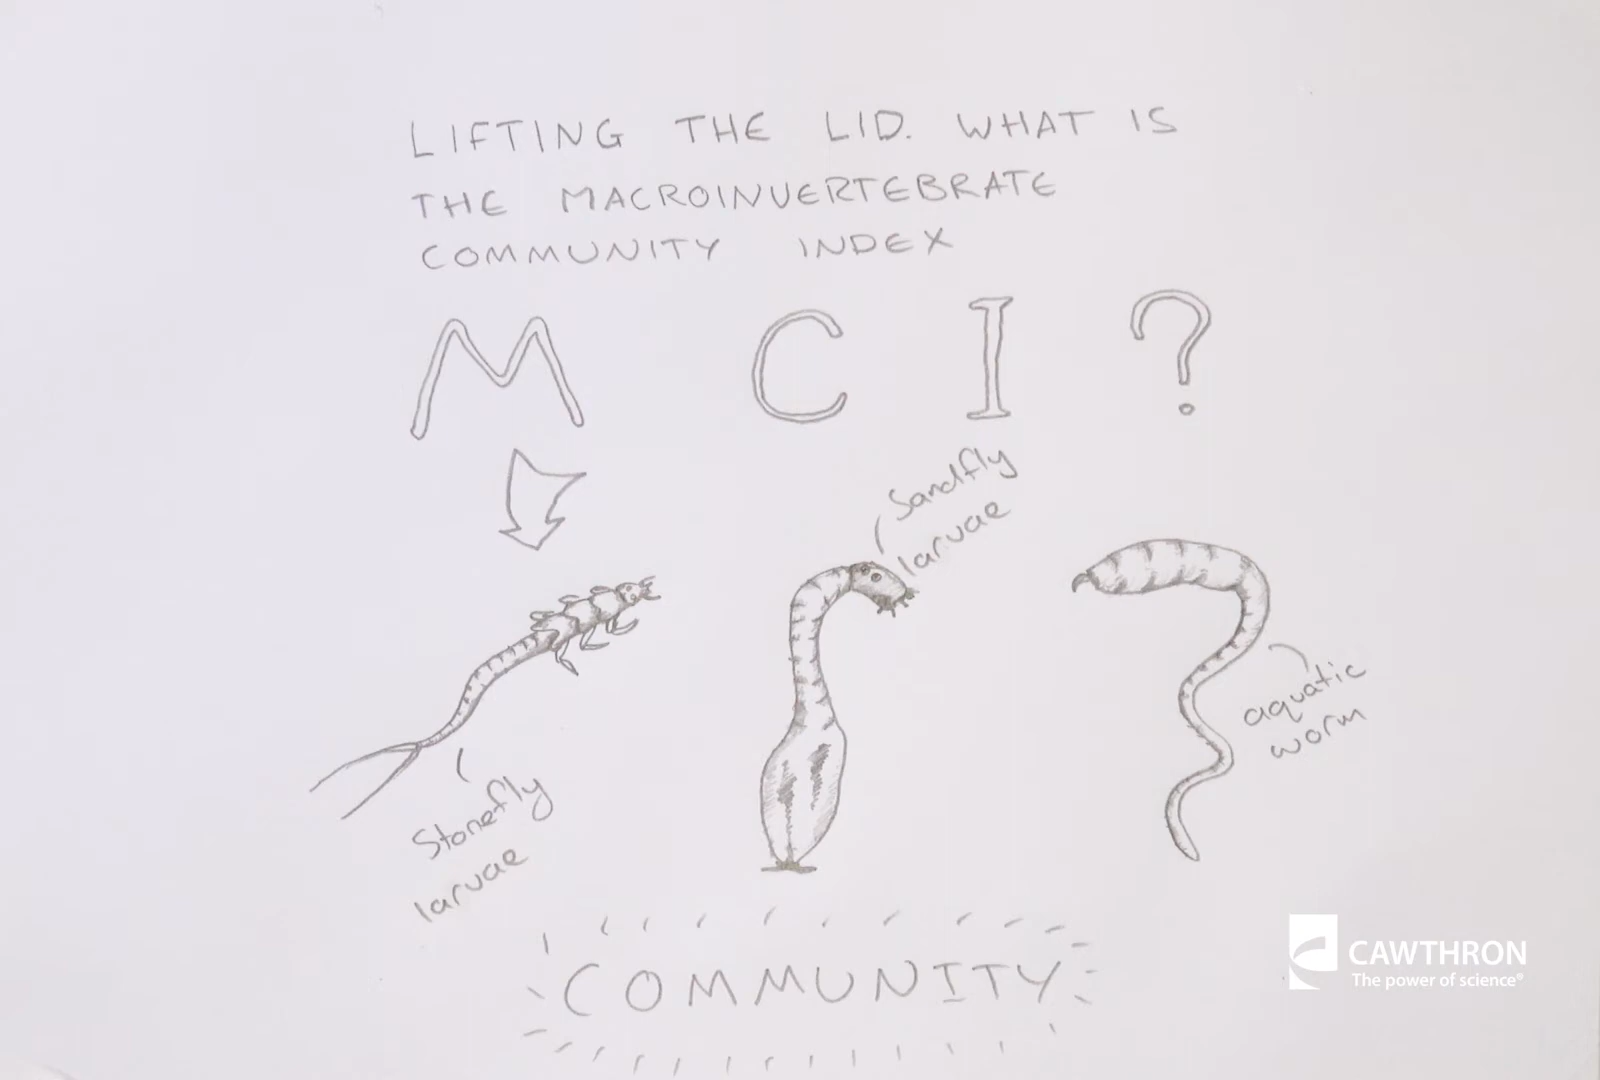 LIFTING THE LID. WHAT IS
THE MACROINVERTEBRATE
COMMUNITY INDEX
M C I ?
Sandfly
larvae
Stonefly
larvae
aquatic
worm
COMMUNITY
CAWTHRON
The power of science®